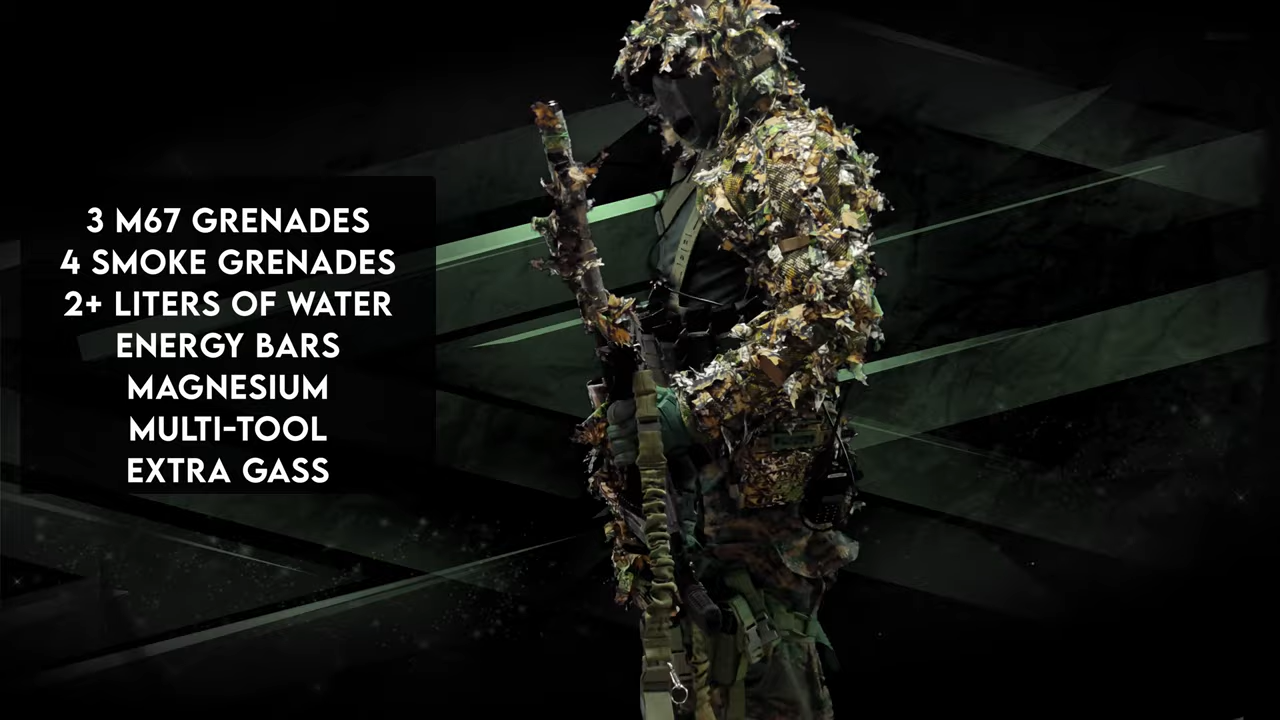 3 M67 GRENADES
4 SMOKE GRENADES
2+ LITERS OF WATER
ENERGY BARS
MAGNESIUM
MULTI-TOOL
EXTRA GASS